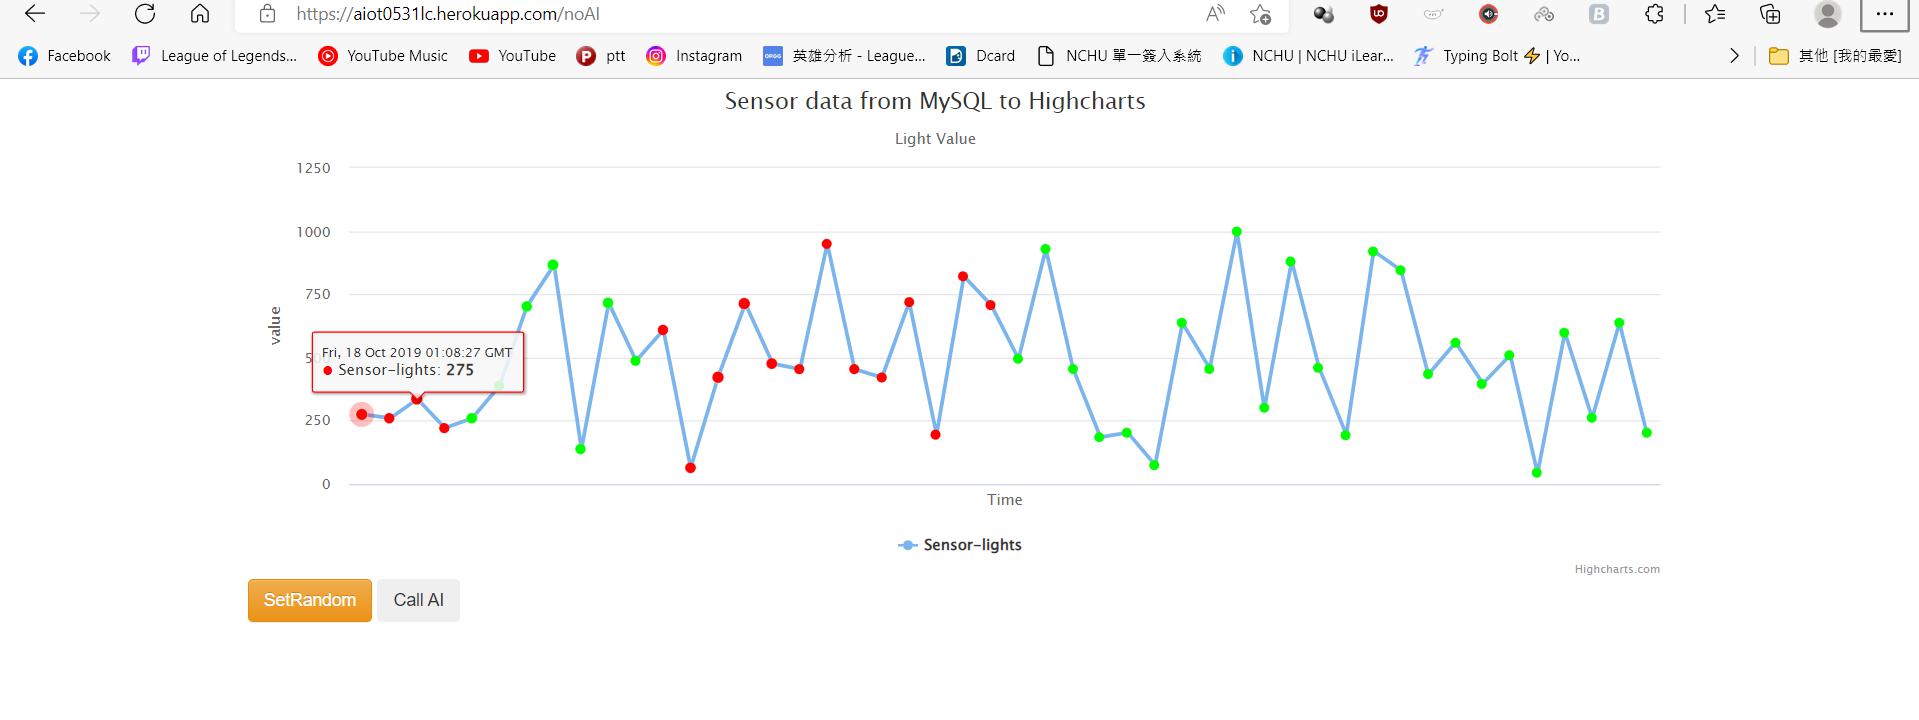 https://aiot0531lc.herokuapp.com/noAI
Facebook League of Legends... YouTube Music YouTube ptt Instagram 英雄分析 - League... Dcard NCHU 單一簽入系統 NCHU | NCHU iLear... Typing Bolt ⚡ | Yo... 其他 [我的最愛]
Sensor data from MySQL to Highcharts
Light Value
1250
1000
750
500
250
0
value
Fri, 18 Oct 2019 01:08:27 GMT
Sensor-lights: 275
Time
Sensor-lights
Highcharts.com
SetRandom Call AI